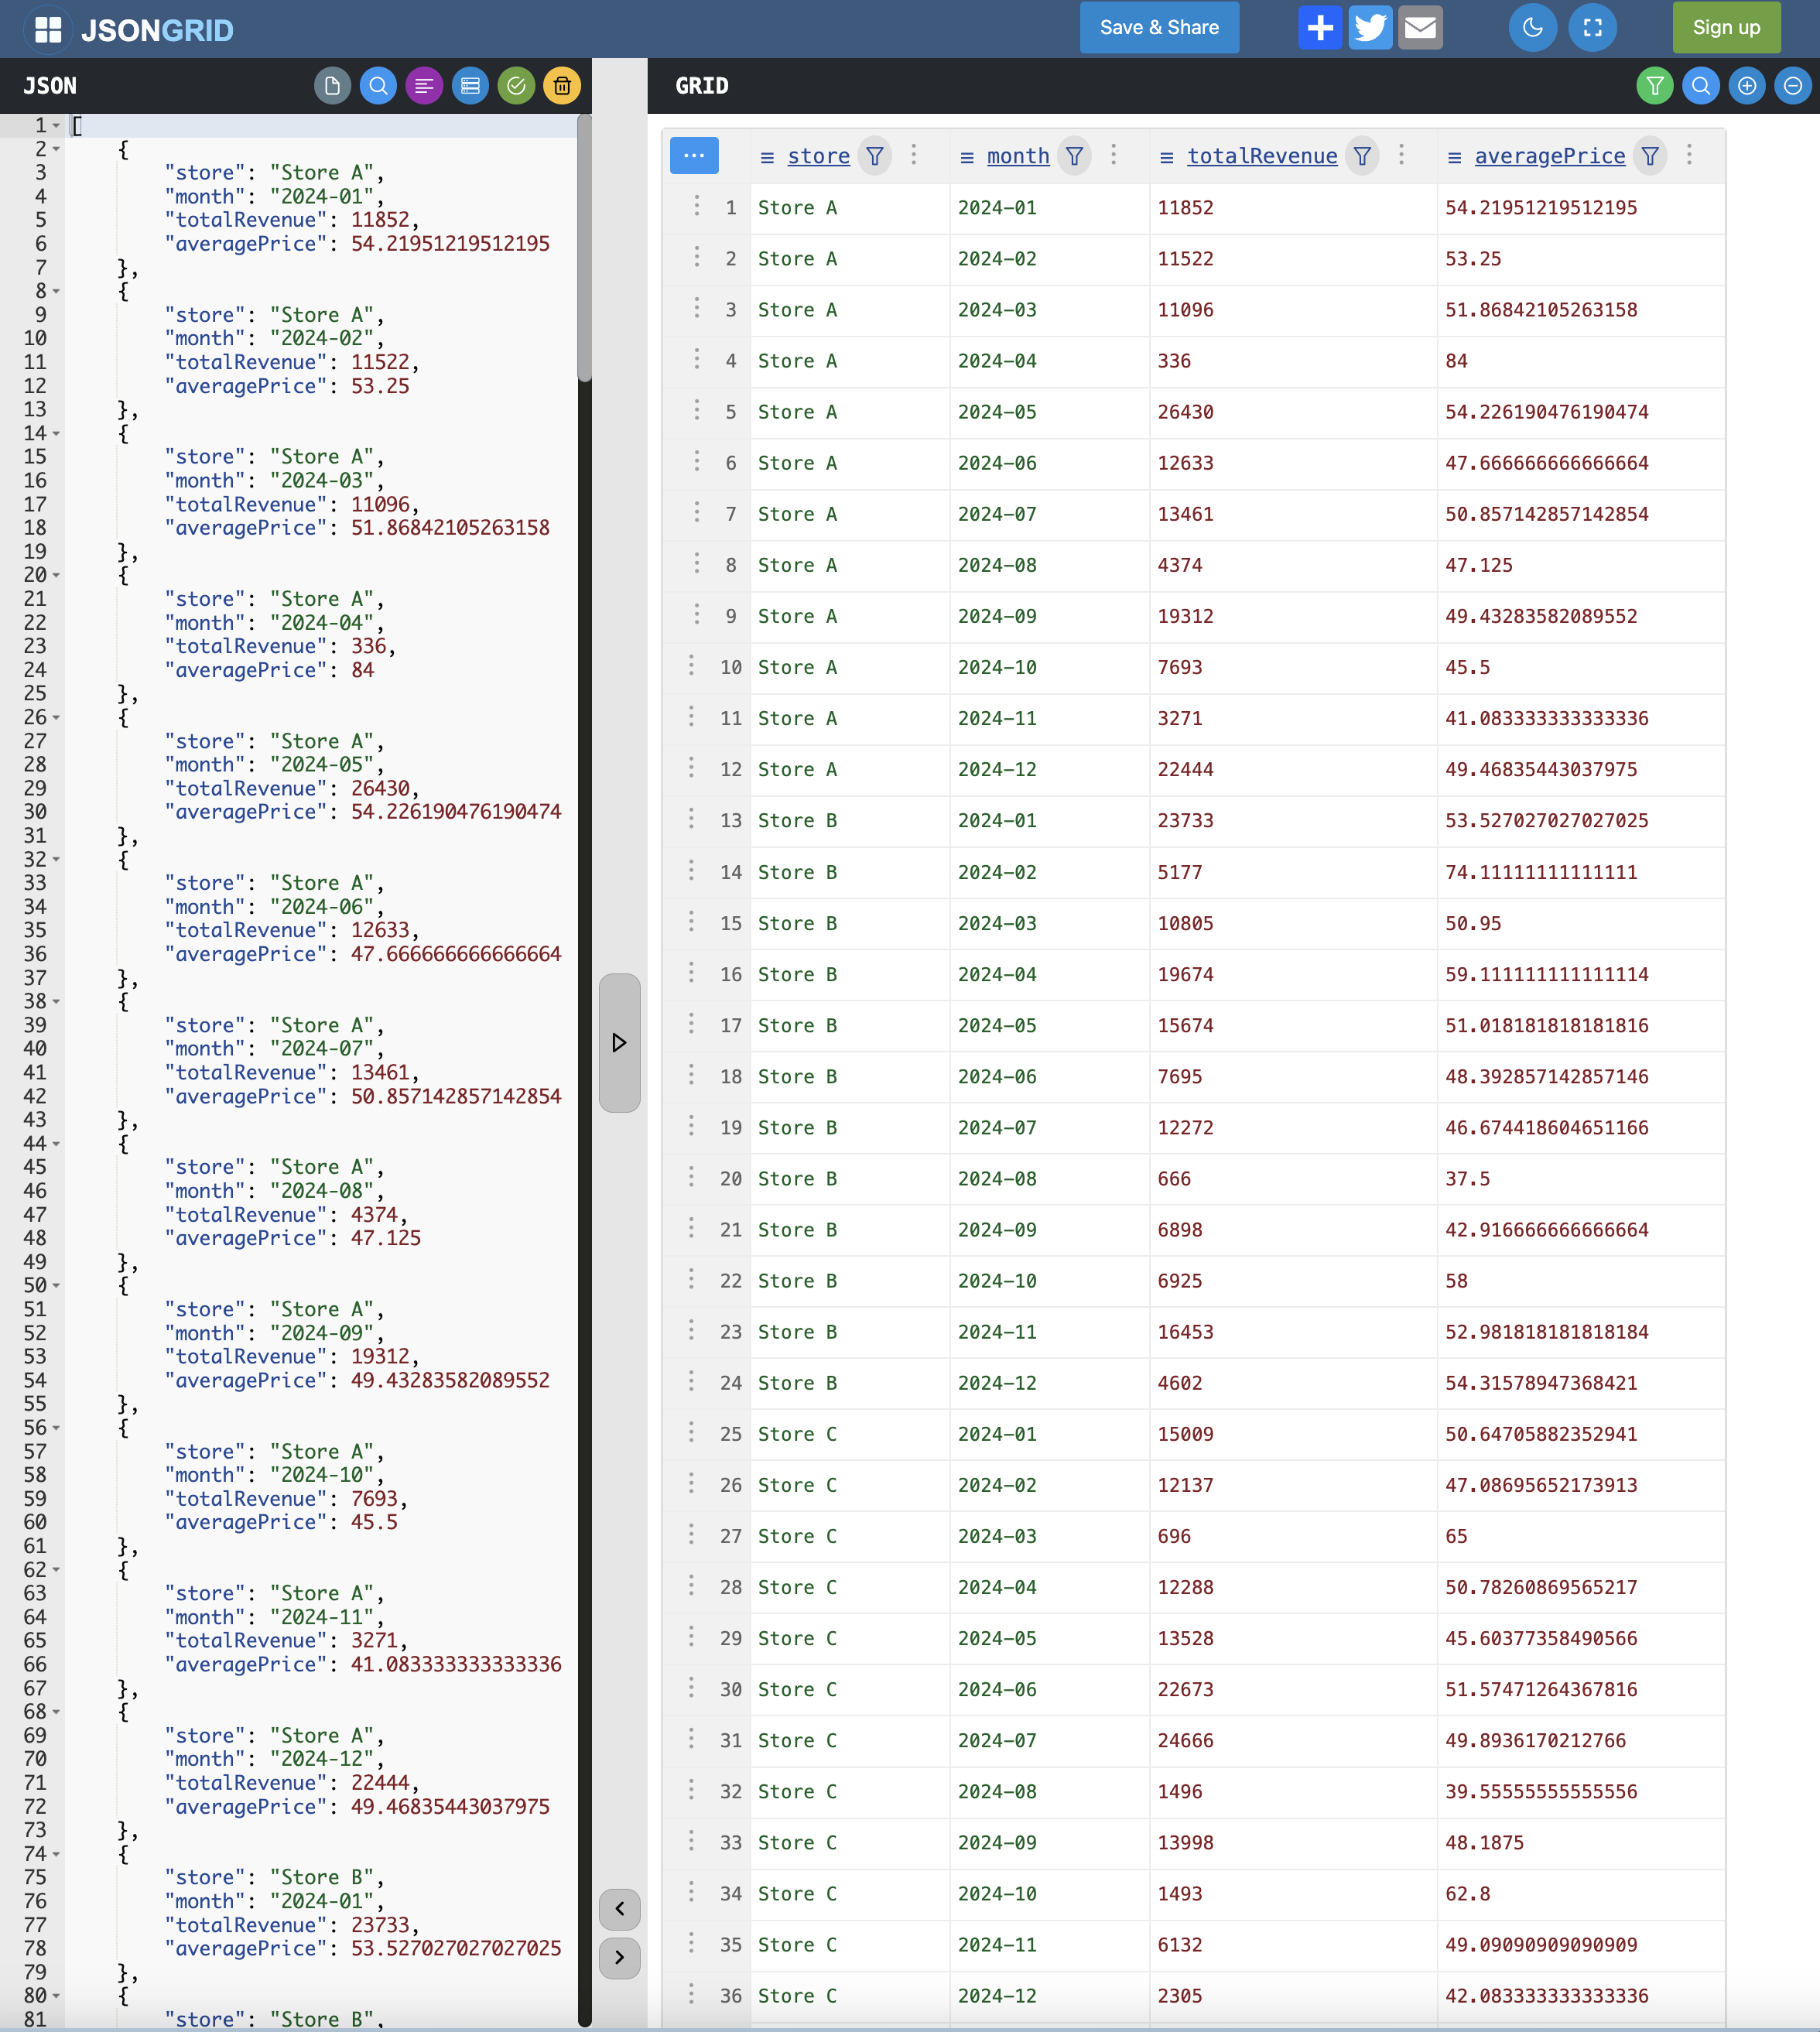 JSONGRID
Save & Share
Sign up
JSON
1 [
2 {
3 "store": "Store A",
4 "month": "2024-01",
5 "totalRevenue": 11852,
6 "averagePrice": 54.21951219512195
7 },
8 {
9 "store": "Store A",
10 "month": "2024-02",
11 "totalRevenue": 11522,
12 "averagePrice": 53.25
13 },
14 {
15 "store": "Store A",
16 "month": "2024-03",
17 "totalRevenue": 11096,
18 "averagePrice": 51.86842105263158
19 },
20 {
21 "store": "Store A",
22 "month": "2024-04",
23 "totalRevenue": 336,
24 "averagePrice": 84
25 },
26 {
27 "store": "Store A",
28 "month": "2024-05",
29 "totalRevenue": 26430,
30 "averagePrice": 54.226190476190474
31 },
32 {
33 "store": "Store A",
34 "month": "2024-06",
35 "totalRevenue": 12633,
36 "averagePrice": 47.666666666666664
37 },
38 {
39 "store": "Store A",
40 "month": "2024-07",
41 "totalRevenue": 13461,
42 "averagePrice": 50.857142857142854
43 },
44 {
45 "store": "Store A",
46 "month": "2024-08",
47 "totalRevenue": 4374,
48 "averagePrice": 47.125
49 },
50 {
51 "store": "Store A",
52 "month": "2024-09",
53 "totalRevenue": 19312,
54 "averagePrice": 49.43283582089552
55 },
56 {
57 "store": "Store A",
58 "month": "2024-10",
59 "totalRevenue": 7693,
60 "averagePrice": 45.5
61 },
62 {
63 "store": "Store A",
64 "month": "2024-11",
65 "totalRevenue": 3271,
66 "averagePrice": 41.083333333333336
67 },
68 {
69 "store": "Store A",
70 "month": "2024-12",
71 "totalRevenue": 22444,
72 "averagePrice": 49.46835443037975
73 },
74 {
75 "store": "Store B",
76 "month": "2024-01",
77 "totalRevenue": 23733,
78 "averagePrice": 53.527027027027025
79 },
80 {
81 "store": "Store B",
GRID
store month totalRevenue averagePrice
1 Store A 2024-01 11852 54.21951219512195
2 Store A 2024-02 11522 53.25
3 Store A 2024-03 11096 51.86842105263158
4 Store A 2024-04 336 84
5 Store A 2024-05 26430 54.226190476190474
6 Store A 2024-06 12633 47.666666666666664
7 Store A 2024-07 13461 50.857142857142854
8 Store A 2024-08 4374 47.125
9 Store A 2024-09 19312 49.43283582089552
10 Store A 2024-10 7693 45.5
11 Store A 2024-11 3271 41.083333333333336
12 Store A 2024-12 22444 49.46835443037975
13 Store B 2024-01 23733 53.527027027027025
14 Store B 2024-02 5177 74.11111111111111
15 Store B 2024-03 10805 50.95
16 Store B 2024-04 19674 59.111111111111114
17 Store B 2024-05 15674 51.018181818181816
18 Store B 2024-06 7695 48.392857142857146
19 Store B 2024-07 12272 46.674418604651166
20 Store B 2024-08 666 37.5
21 Store B 2024-09 6898 42.916666666666664
22 Store B 2024-10 6925 58
23 Store B 2024-11 16453 52.981818181818184
24 Store B 2024-12 4602 54.31578947368421
25 Store C 2024-01 15009 50.64705882352941
26 Store C 2024-02 12137 47.08695652173913
27 Store C 2024-03 696 65
28 Store C 2024-04 12288 50.78260869565217
29 Store C 2024-05 13528 45.60377358490566
30 Store C 2024-06 22673 51.57471264367816
31 Store C 2024-07 24666 49.8936170212766
32 Store C 2024-08 1496 39.55555555555556
33 Store C 2024-09 13998 48.1875
34 Store C 2024-10 1493 62.8
35 Store C 2024-11 6132 49.09090909090909
36 Store C 2024-12 2305 42.083333333333336